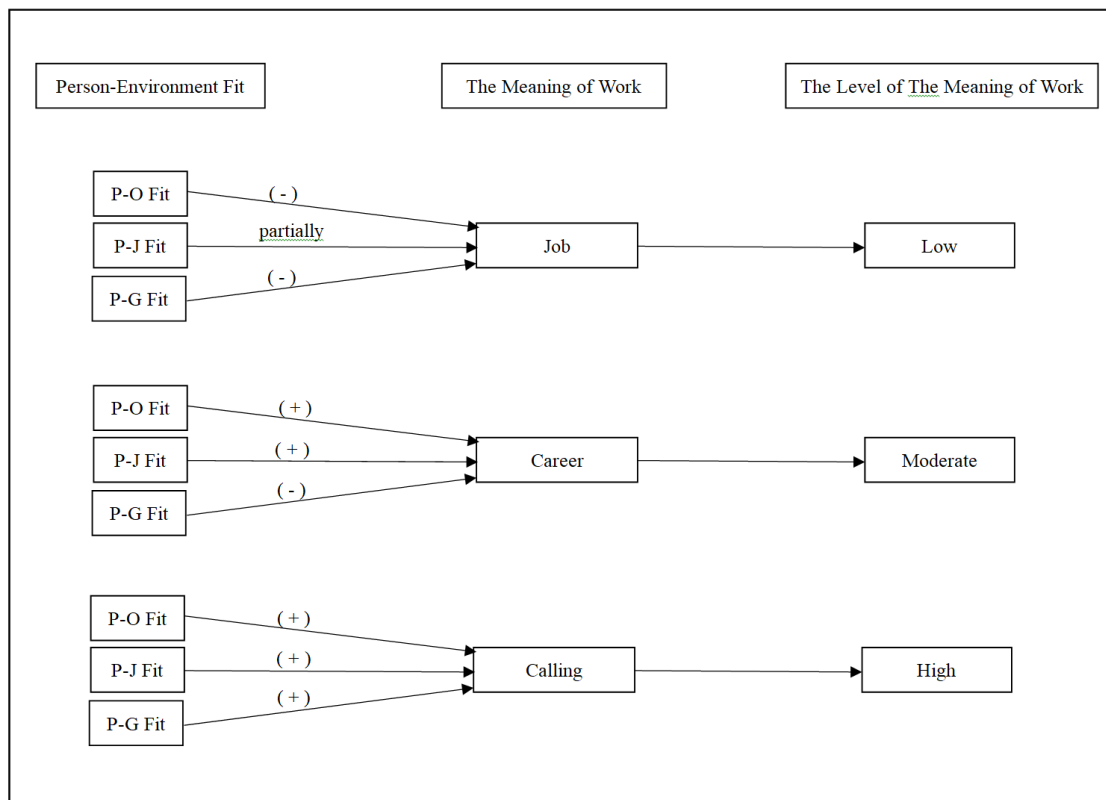 Person-Environment Fit
The Meaning of Work
The Level of The Meaning of Work
P-O Fit
( - )
P-J Fit
partially
Job
Low
P-G Fit
( - )
P-O Fit
( + )
P-J Fit
( + )
Career
Moderate
P-G Fit
( - )
P-O Fit
( + )
P-J Fit
( + )
Calling
High
P-G Fit
( + )